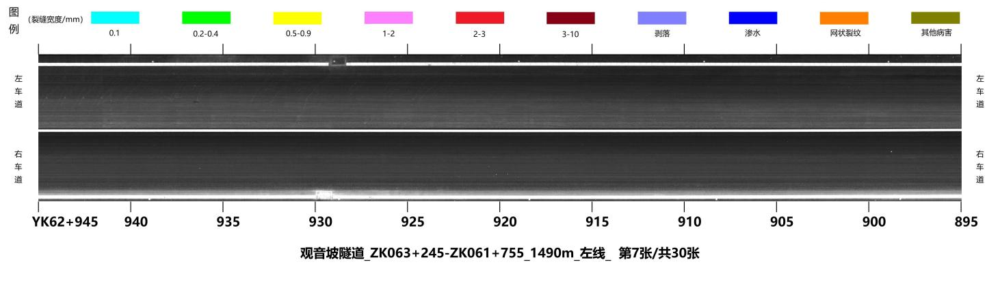 图例 (裂缝宽度/mm)
0.1 0.2-0.4 0.5-0.9 1-2 2-3 3-10 剥落 渗水 网状裂纹 其他病害
左车道 左车道
右车道 右车道
YK62+945 940 935 930 925 920 915 910 905 900 895
观音坡隧道_ZK063+245-ZK061+755_1490m_左线_ 第7张/共30张